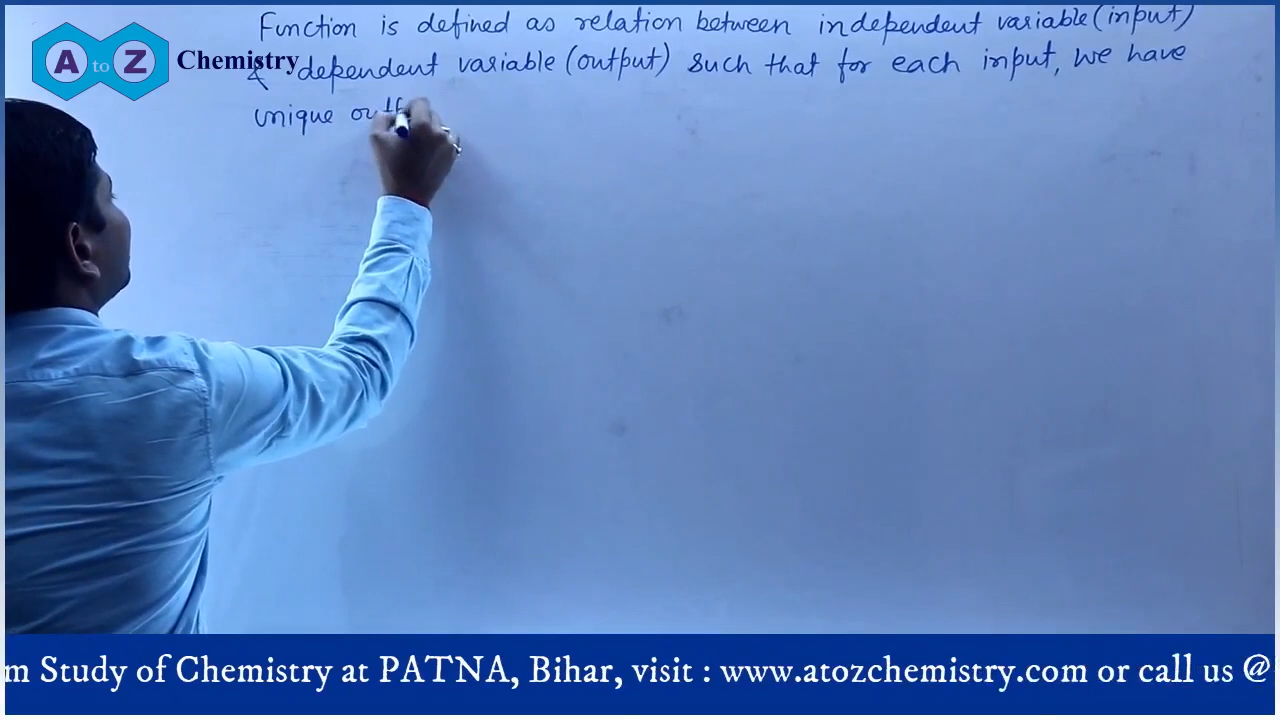 Function is defined as relation between independent variable (input)
A to Z Chemistry
& dependent variable (output) such that for each input, we have
unique
m Study of Chemistry at PATNA, Bihar, visit : www.atozchemistry.com or call us @